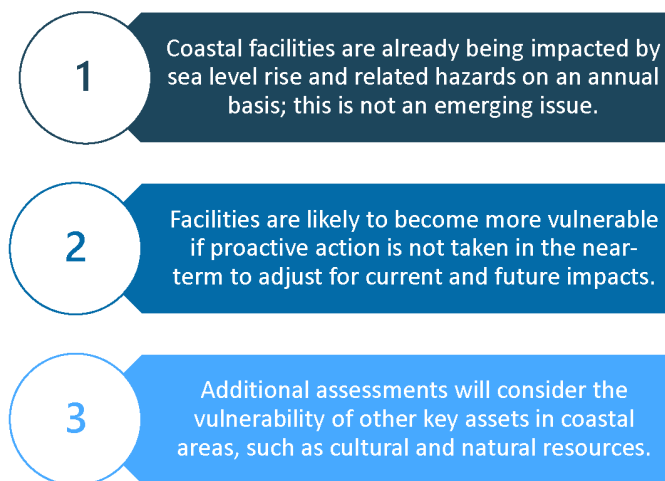 1
Coastal facilities are already being impacted by
sea level rise and related hazards on an annual
basis; this is not an emerging issue.
2
Facilities are likely to become more vulnerable
if proactive action is not taken in the near-
term to adjust for current and future impacts.
3
Additional assessments will consider the
vulnerability of other key assets in coastal
areas, such as cultural and natural resources.